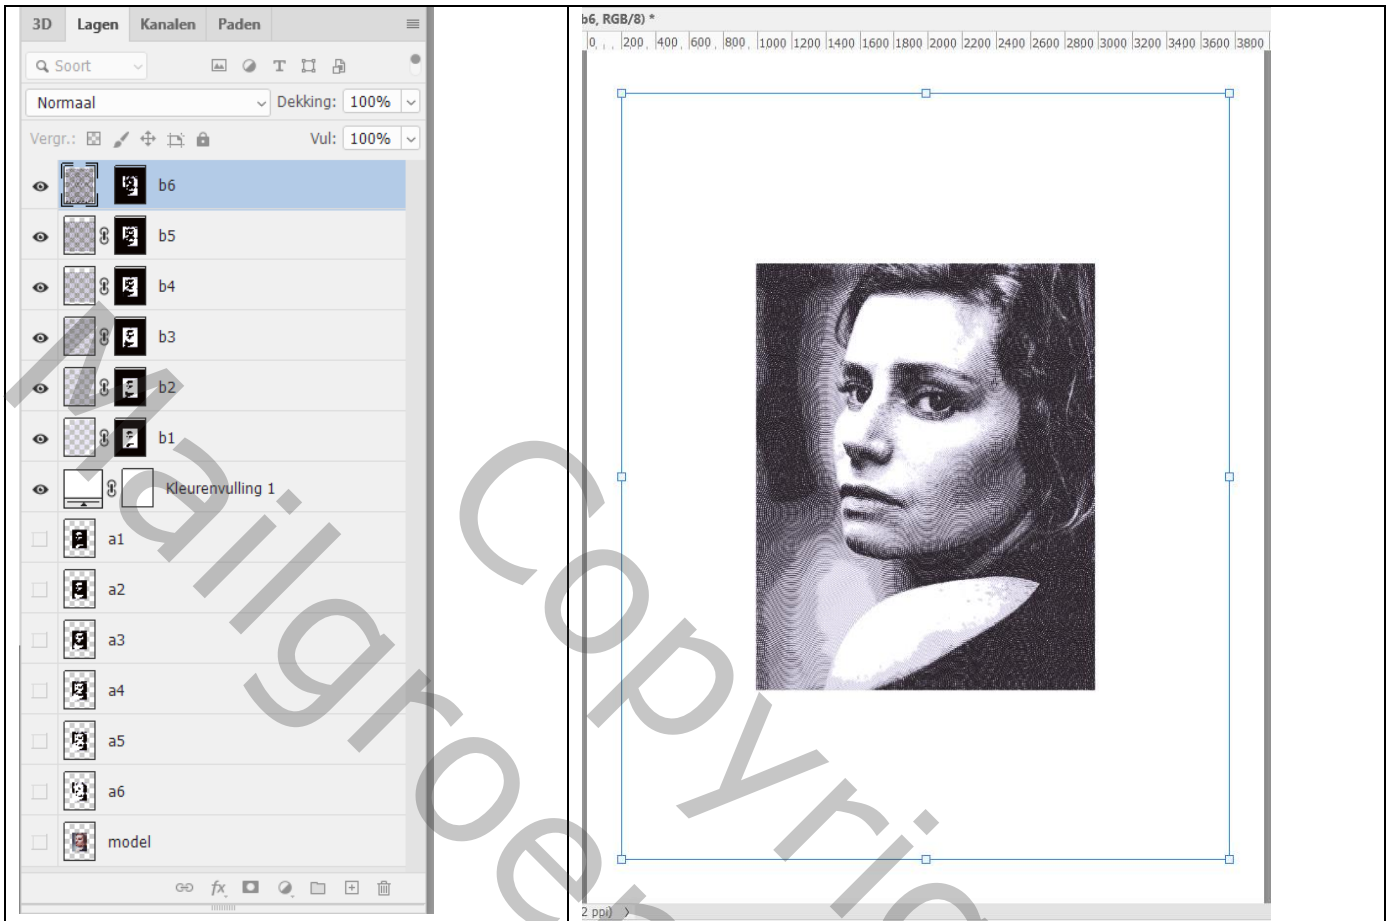 3D Lagen Kanalen Paden
Soort
Normaal Dekking: 100%
Vergr.: Vul: 100%
b6
b5
b4
b3
b2
b1
Kleurenvulling 1
a1
a2
a3
a4
a5
a6
model
b6, RGB/8) *
0 200 400 600 800 1000 1200 1400 1600 1800 2000 2200 2400 2600 2800 3000 3200 3400 3600 3800
2 ppi)
Mailgroe
Copyri